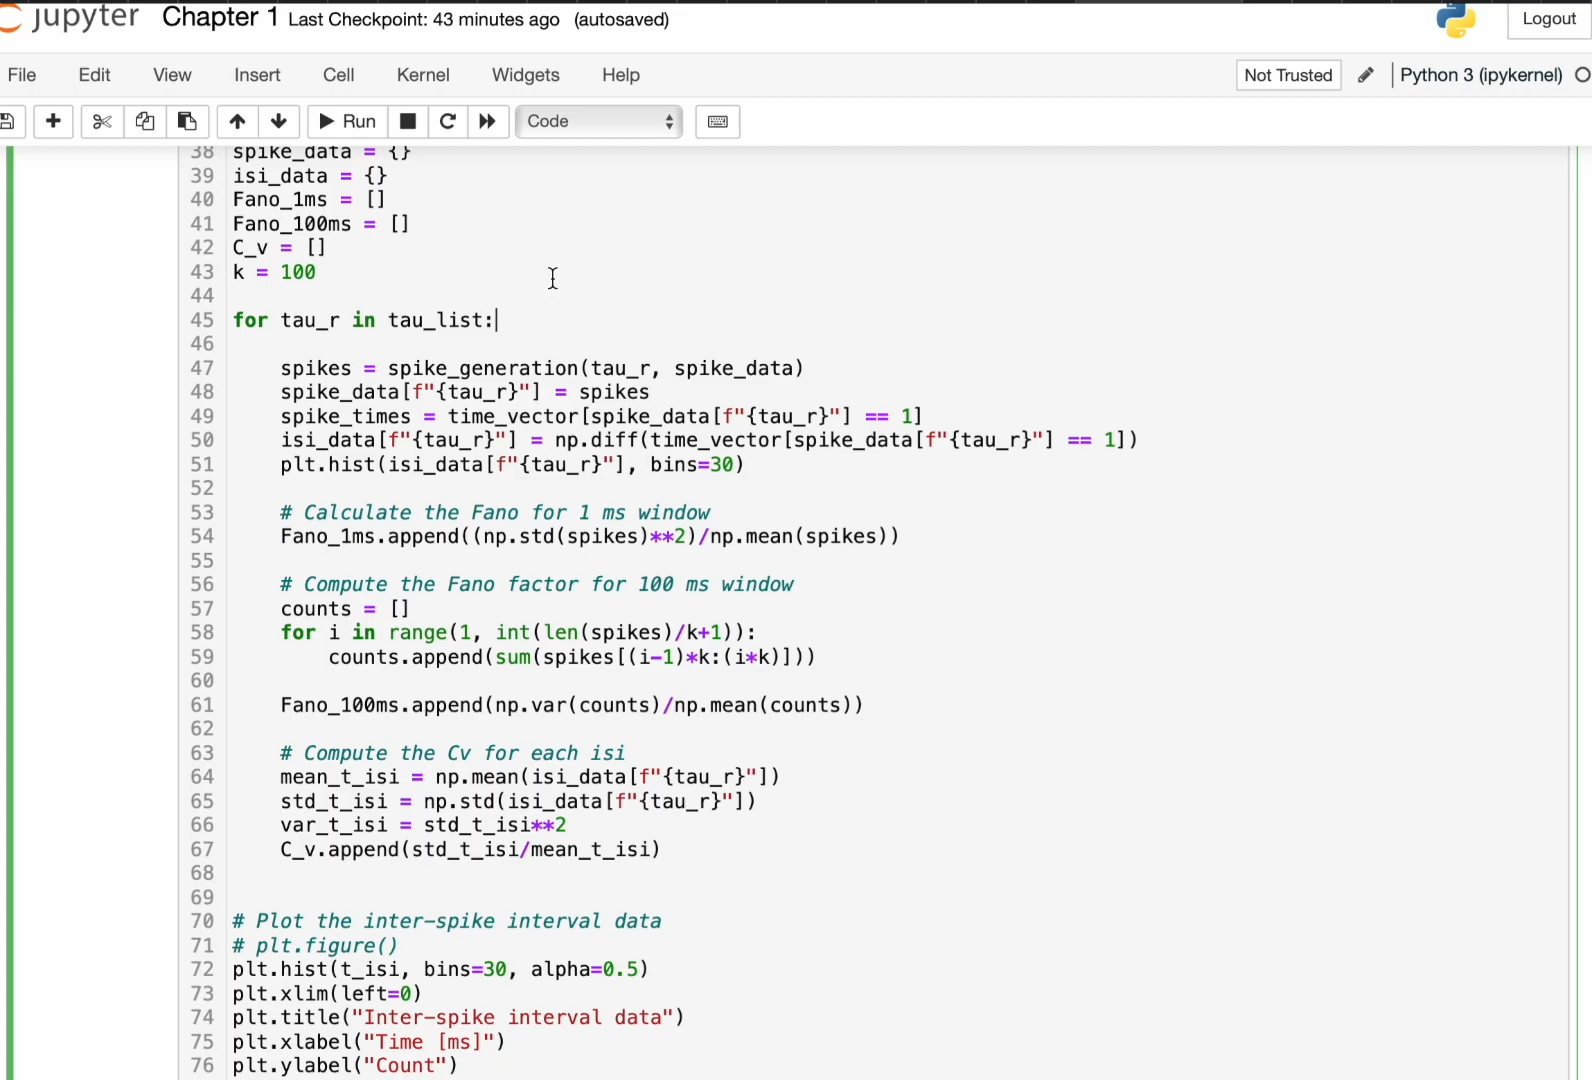 jupyter Chapter 1 Last Checkpoint: 43 minutes ago (autosaved) Logout
File Edit View Insert Cell Kernel Widgets Help Not Trusted Python 3 (ipykernel)
Run Code
38 spike_data = {}
39 isi_data = {}
40 Fano_1ms = []
41 Fano_100ms = []
42 C_v = []
43 k = 100
44
45 for tau_r in tau_list:
46
47 spikes = spike_generation(tau_r, spike_data)
48 spike_data[f"{tau_r}"] = spikes
49 spike_times = time_vector[spike_data[f"{tau_r}"] == 1]
50 isi_data[f"{tau_r}"] = np.diff(time_vector[spike_data[f"{tau_r}"] == 1])
51 plt.hist(isi_data[f"{tau_r}"], bins=30)
52
53 # Calculate the Fano for 1 ms window
54 Fano_1ms.append((np.std(spikes)**2)/np.mean(spikes))
55
56 # Compute the Fano factor for 100 ms window
57 counts = []
58 for i in range(1, int(len(spikes)/k+1)):
59 counts.append(sum(spikes[(i-1)*k:(i*k)]))
60
61 Fano_100ms.append(np.var(counts)/np.mean(counts))
62
63 # Compute the Cv for each isi
64 mean_t_isi = np.mean(isi_data[f"{tau_r}"])
65 std_t_isi = np.std(isi_data[f"{tau_r}"])
66 var_t_isi = std_t_isi**2
67 C_v.append(std_t_isi/mean_t_isi)
68
69
70 # Plot the inter-spike interval data
71 # plt.figure()
72 plt.hist(t_isi, bins=30, alpha=0.5)
73 plt.xlim(left=0)
74 plt.title("Inter-spike interval data")
75 plt.xlabel("Time [ms]")
76 plt.ylabel("Count")